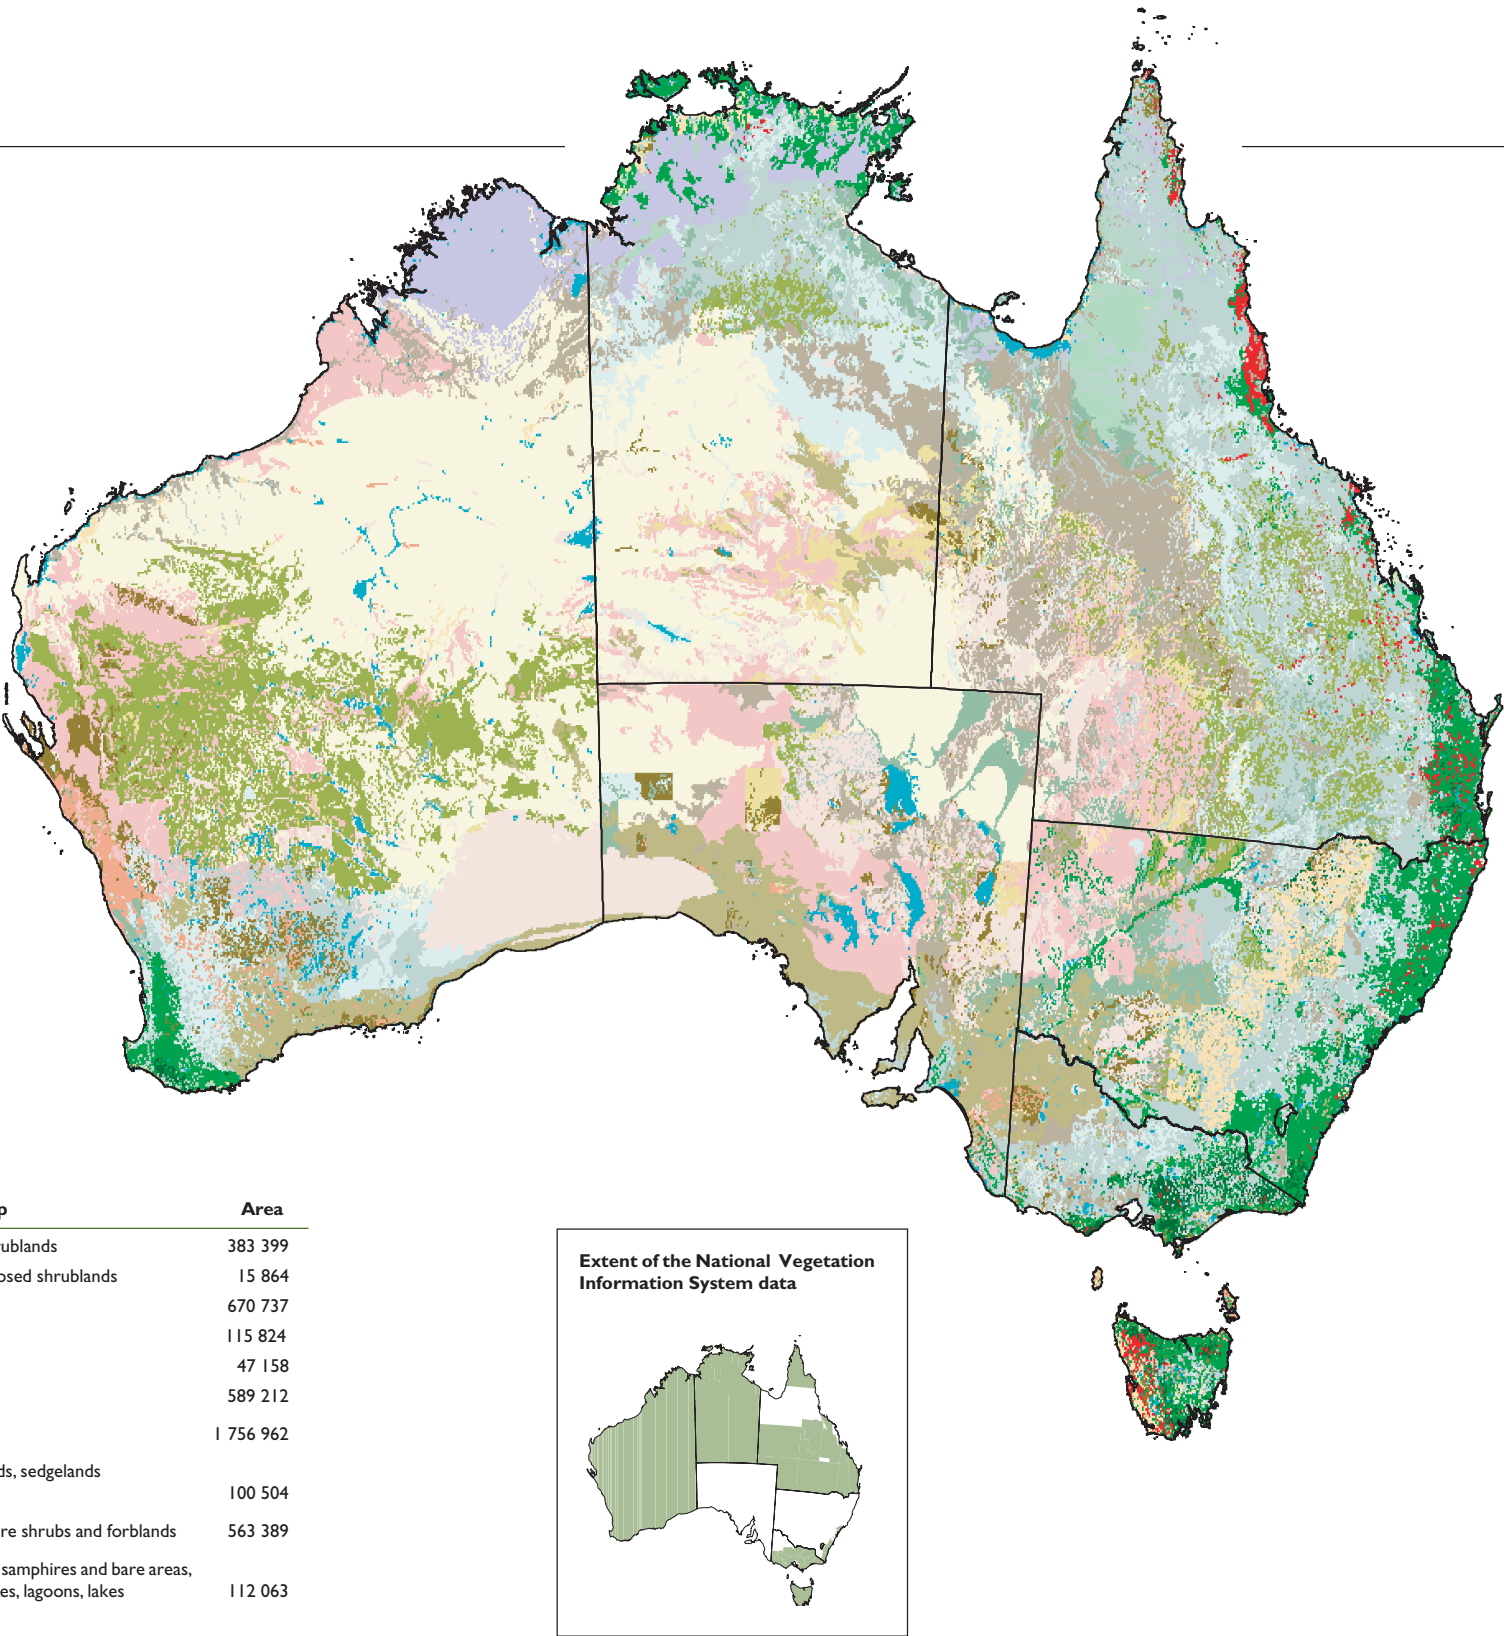 p Area
rublands 383 399
osed shrublands 15 864
670 737
115 824
47 158
589 212
1 756 962
ds, sedgelands
100 504
re shrubs and forblands 563 389
samphires and bare areas,
es, lagoons, lakes 112 063
Extent of the National Vegetation
Information System data